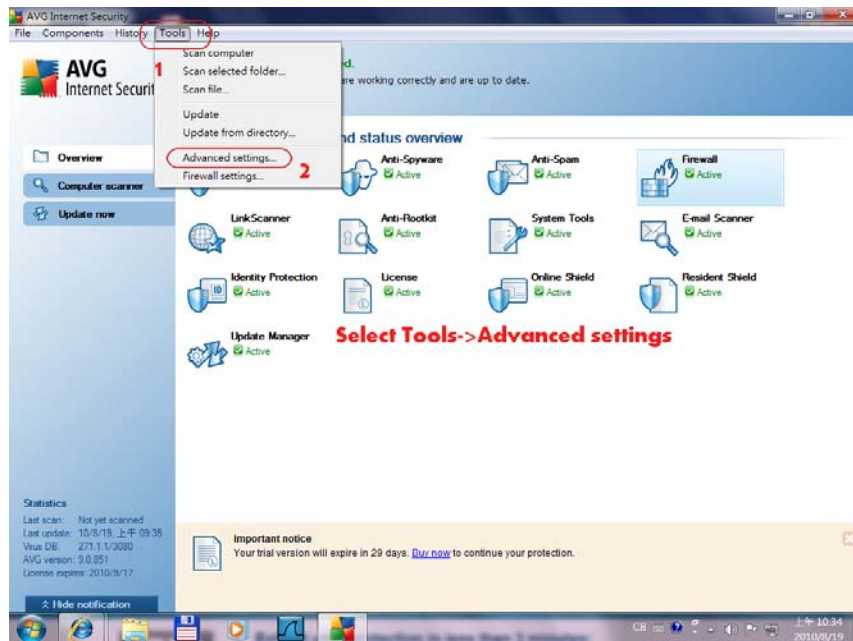 AVG Internet Security
File Components History Tools Help
1
AVG
Internet Securit
d.
are working correctly and are up to date.
Scan computer
Scan selected folder...
Scan file...
Update
Update from directory...
Advanced settings...
2
Firewall settings...
Overview
Computer scanner
Update now
nd status overview
Anti-Spyware
Active
Anti-Spam
Active
Firewall
Active
LinkScanner
Active
Anti-Rootkit
Active
System Tools
Active
E-mail Scanner
Active
Identity Protection
Active
License
Active
Online Shield
Active
Resident Shield
Active
Update Manager
Active
Select Tools->Advanced settings
Statistics
Last scan: Not yet scanned
Last update: 10/8/19, 上午 09:35
Virus DB: 271.1.1/3080
AVG version: 9.0.851
License expires: 2010/9/17
Hide notification
Important notice
Your trial version will expire in 29 days. Buy now to continue your protection.
CH
上午 10:34
2010/8/19